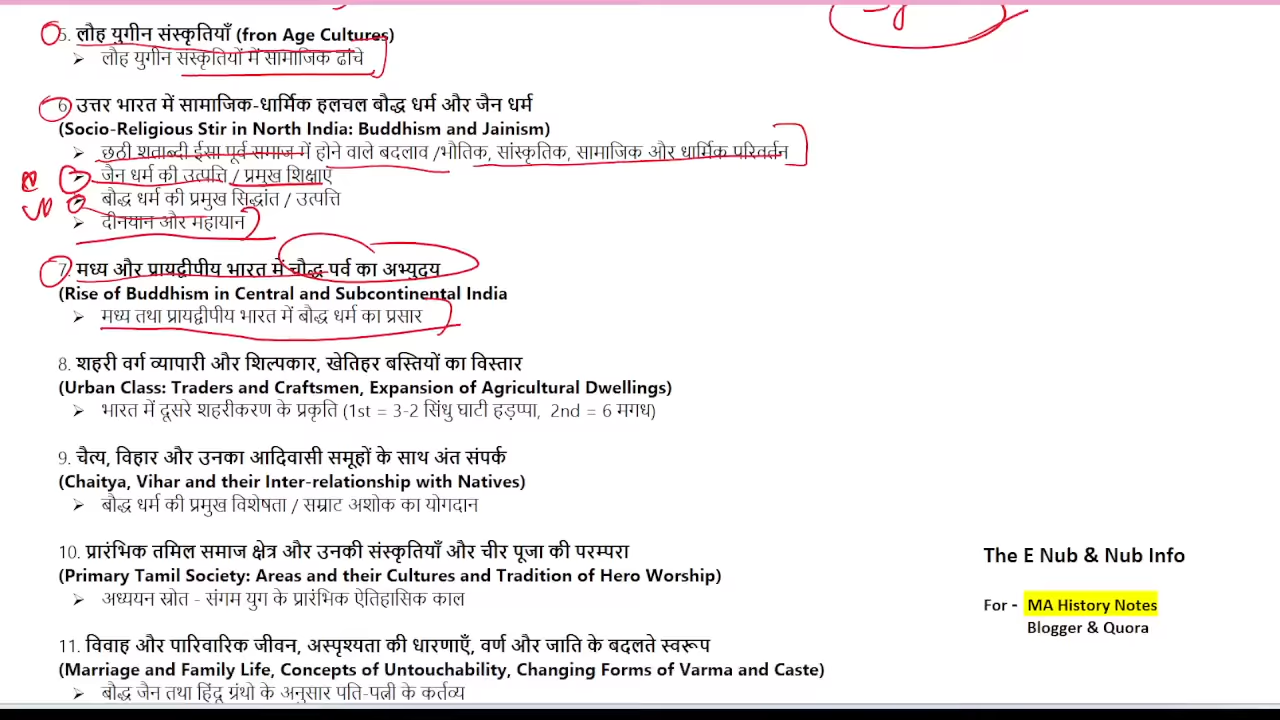 5. लौह युगीन संस्कृतियाँ (fron Age Cultures)
➢ लौह युगीन संस्कृतियों में सामाजिक ढांचे
6. उत्तर भारत में सामाजिक-धार्मिक हलचल बौद्ध धर्म और जैन धर्म
(Socio-Religious Stir in North India: Buddhism and Jainism)
➢ छठी शताब्दी ईसा पूर्व समाज में होने वाले बदलाव /भौतिक, सांस्कृतिक, सामाजिक और धार्मिक परिवर्तन
➢ जैन धर्म की उत्पत्ति / प्रमुख शिक्षाएं
➢ बौद्ध धर्म की प्रमुख सिद्धांत / उत्पत्ति
➢ दीनयान और महायान
7. मध्य और प्रायद्वीपीय भारत में चौद्ध पर्व का अभ्युदय
(Rise of Buddhism in Central and Subcontinental India
➢ मध्य तथा प्रायद्वीपीय भारत में बौद्ध धर्म का प्रसार
8. शहरी वर्ग व्यापारी और शिल्पकार, खेतिहर बस्तियों का विस्तार
(Urban Class: Traders and Craftsmen, Expansion of Agricultural Dwellings)
➢ भारत में दूसरे शहरीकरण के प्रकृति (1st = 3-2 सिंधु घाटी हड़प्पा, 2nd = 6 मगध)
9. चैत्य, विहार और उनका आदिवासी समूहों के साथ अंत संपर्क
(Chaitya, Vihar and their Inter-relationship with Natives)
➢ बौद्ध धर्म की प्रमुख विशेषता / सम्राट अशोक का योगदान
10. प्रारंभिक तमिल समाज क्षेत्र और उनकी संस्कृतियाँ और चीर पूजा की परम्परा
(Primary Tamil Society: Areas and their Cultures and Tradition of Hero Worship)
➢ अध्ययन स्रोत - संगम युग के प्रारंभिक ऐतिहासिक काल
11. विवाह और पारिवारिक जीवन, अस्पृश्यता की धारणाएँ, वर्ण और जाति के बदलते स्वरूप
(Marriage and Family Life, Concepts of Untouchability, Changing Forms of Varma and Caste)
➢ बौद्ध जैन तथा हिंदू ग्रंथो के अनुसार पति-पत्नी के कर्तव्य
The E Nub & Nub Info
For - MA History Notes
Blogger & Quora